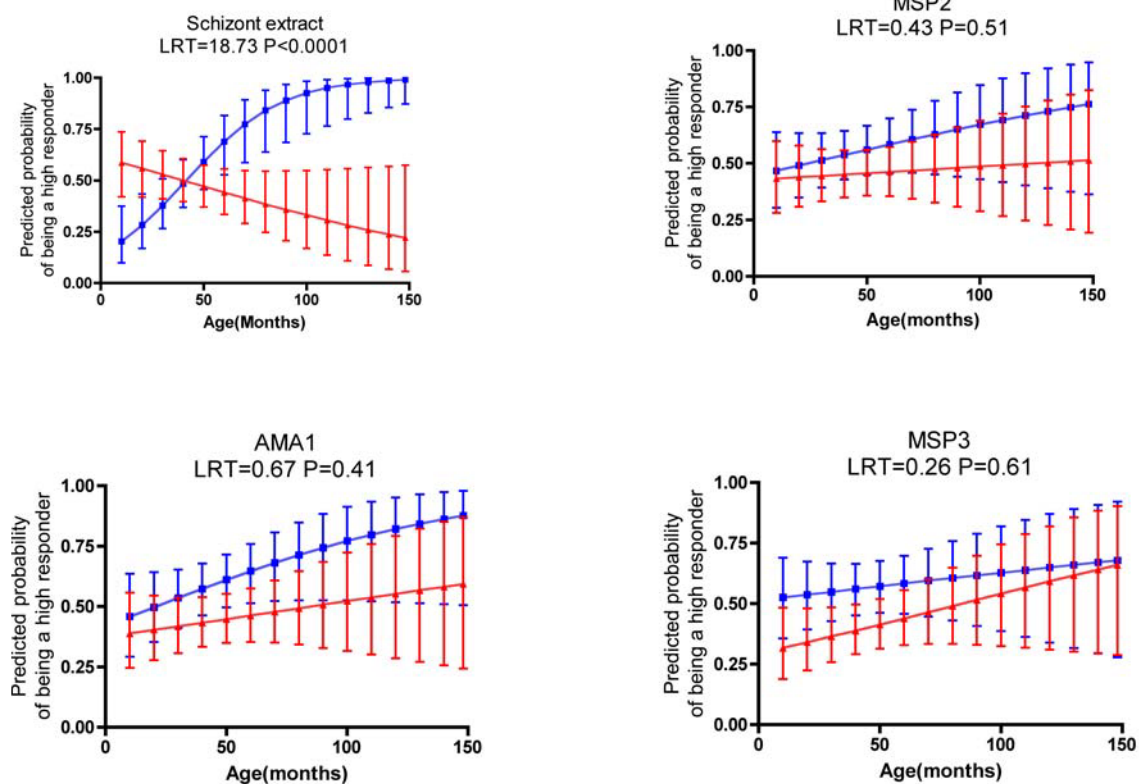 Schizont extract
LRT=18.73 P<0.0001
Predicted probability
of being a high responder
1.00
0.75
0.50
0.25
0.00
0
50
100
150
Age(Months)
MSP2
LRT=0.43 P=0.51
Predicted probability
of being a high responder
1.00
0.75
0.50
0.25
0.00
0
50
100
150
Age(months)
AMA1
LRT=0.67 P=0.41
Predicted probability
of being a high responder
1.00
0.75
0.50
0.25
0.00
0
50
100
150
Age(months)
MSP3
LRT=0.26 P=0.61
Predicted probability
of being a high responder
1.00
0.75
0.50
0.25
0.00
0
50
100
150
Age(months)